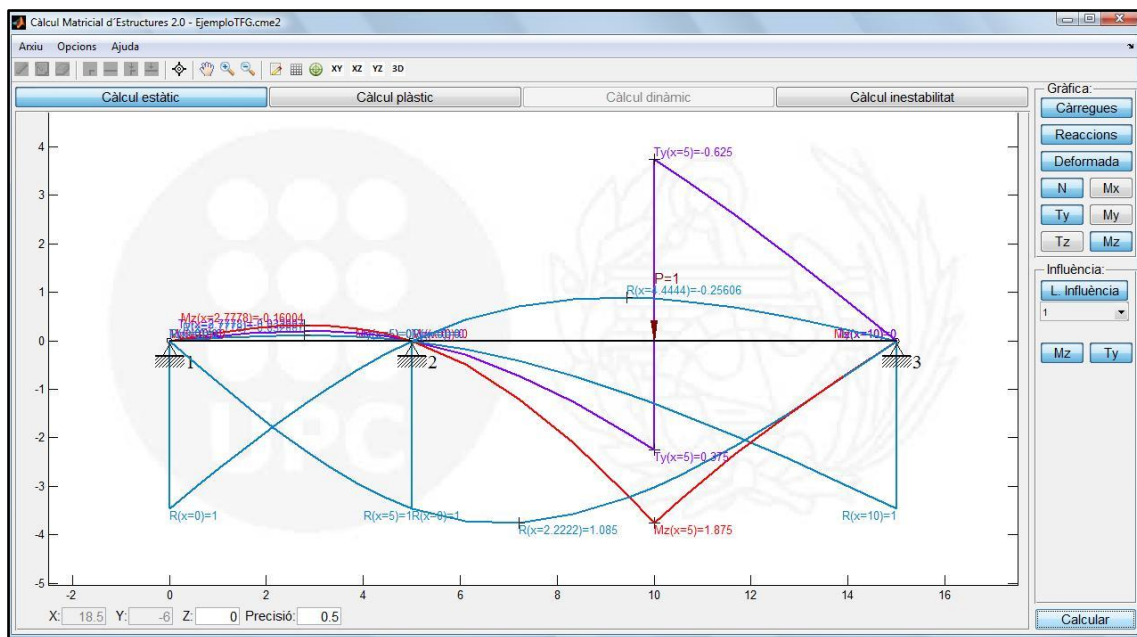 Càlcul Matricial d´Estructures 2.0 - EjemploTFG.cme2
Arxiu Opcions Ajuda
XY XZ YZ 3D
Càlcul estàtic Càlcul plàstic Càlcul dinàmic Càlcul inestabilitat
Gràfica:
Càrregues
Reaccions
Deformada
N Mx
Ty My
Tz Mz
Influència:
L. Influència
1
Mz Ty
4
3
2
1
0
-1
-2
-3
-4
-5
Ty(x=5)=-0.625
P=1
R(x=4.4444)=-0.25606
Mz(x=2.7778)=-0.16004
1
2
3
UPC
Ty(x=5)=0.375
R(x=0)=1
R(x=5)=1
R(x=0)=1
R(x=10)=1
R(x=2.2222)=1.085
Mz(x=5)=1.875
-2 0 2 4 6 8 10 12 14 16
X: 18.5 Y: -6 Z: 0 Precisió: 0.5
Calcular